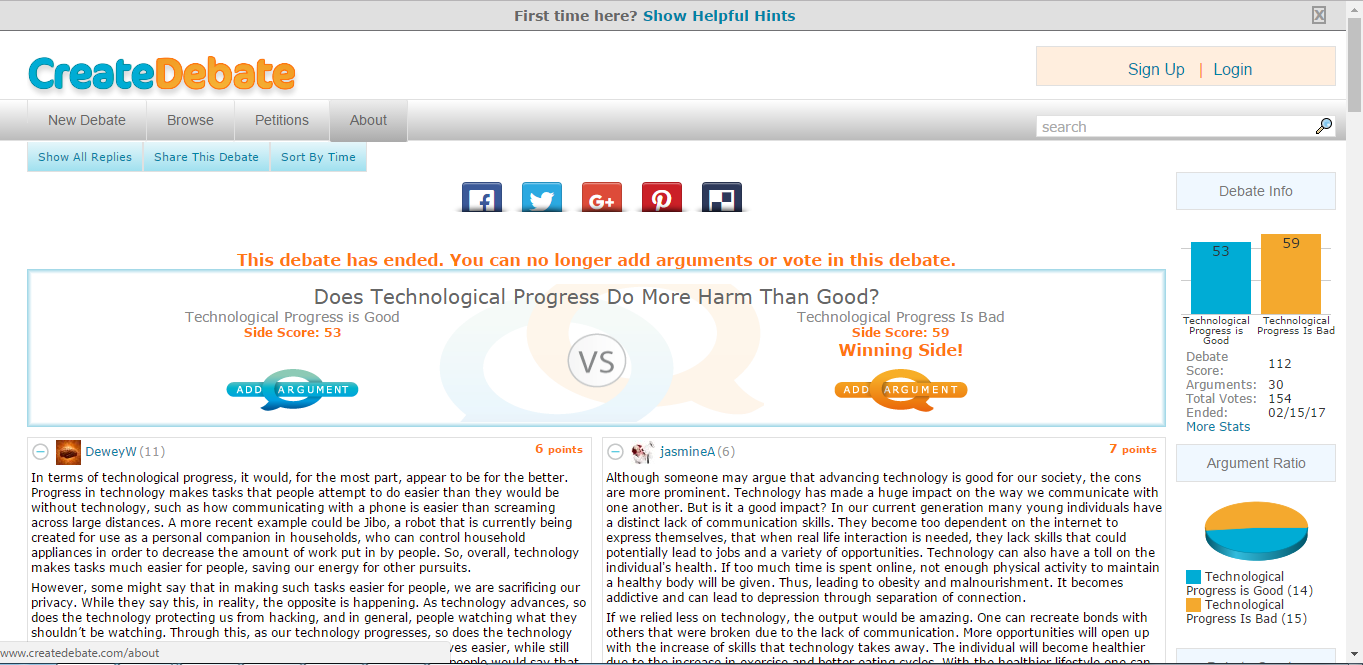 First time here? Show Helpful Hints
CreateDebate
Sign Up | Login
New Debate Browse Petitions About
search
Show All Replies Share This Debate Sort By Time
Debate Info
This debate has ended. You can no longer add arguments or vote in this debate.
Does Technological Progress Do More Harm Than Good?
Technological Progress is Good
Side Score: 53
ADD ARGUMENT
VS
Technological Progress Is Bad
Side Score: 59
Winning Side!
ADD ARGUMENT
53 59
Technological Progress is Good
Technological Progress Is Bad
Debate Score: 112
Arguments: 30
Total Votes: 154
Ended: 02/15/17
More Stats
Argument Ratio
Technological Progress is Good (14)
Technological Progress Is Bad (15)
DeweyW (11) 6 points
In terms of technological progress, it would, for the most part, appear to be for the better.
Progress in technology makes tasks that people attempt to do easier than they would be
without technology, such as how communicating with a phone is easier than screaming
across large distances. A more recent example could be Jibo, a robot that is currently being
created for use as a personal companion in households, who can control household
appliances in order to decrease the amount of work put in by people. So, overall, technology
makes tasks much easier for people, saving our energy for other pursuits.
However, some might say that in making such tasks easier for people, we are sacrificing our
privacy. While they say this, in reality, the opposite is happening. As technology advances, so
does the technology protecting us from hacking, and in general, people watching what they
shouldn´t be watching. Through this, as our technology progresses, so does the technology
ves easier, while still
people would say that
jasmineA (6) 7 points
Although someone may argue that advancing technology is good for our society, the cons
are more prominent. Technology has made a huge impact on the way we communicate with
one another. But is it a good impact? In our current generation many young individuals have
a distinct lack of communication skills. They become too dependent on the internet to
express themselves, that when real life interaction is needed, they lack skills that could
potentially lead to jobs and a variety of opportunities. Technology can also have a toll on the
individual's health. If too much time is spent online, not enough physical activity to maintain
a healthy body will be given. Thus, leading to obesity and malnourishment. It becomes
addictive and can lead to depression through separation of connection.
If we relied less on technology, the output would be amazing. One can recreate bonds with
others that were broken due to the lack of communication. More opportunities will open up
with the increase of skills that technology takes away. The individual will become healthier
due to the increase in exercise and better eating cycles. With the healthier lifestyle one can
www.createdebate.com/about